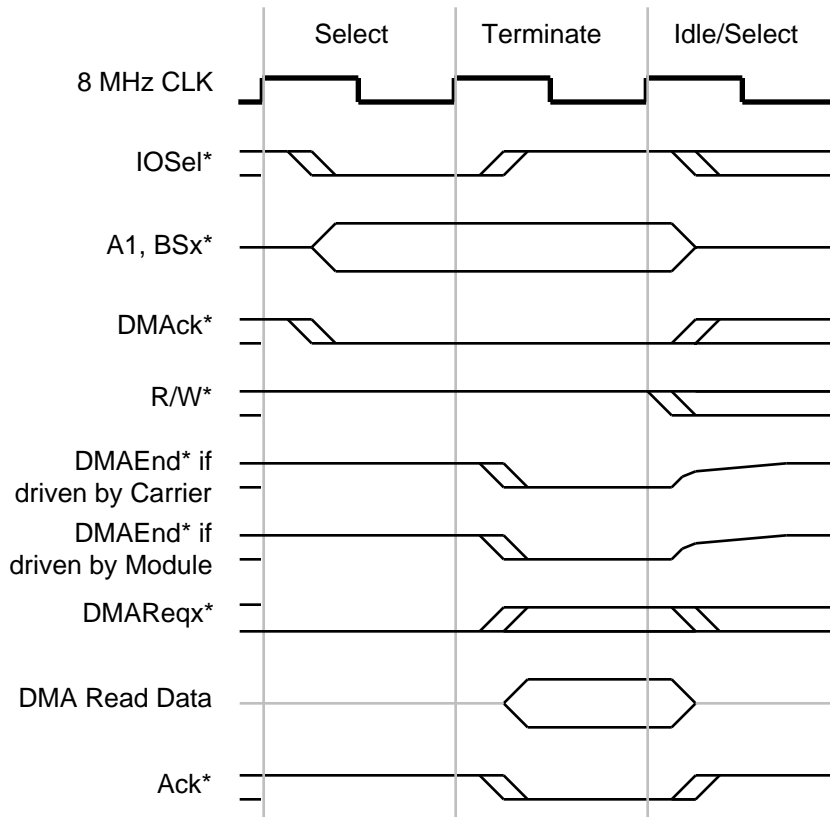 Select Terminate Idle/Select
8 MHz CLK
IOSel*
A1, BSx*
DMAck*
R/W*
DMAEnd* if
driven by Carrier
DMAEnd* if
driven by Module
DMAReqx*
DMA Read Data
Ack*